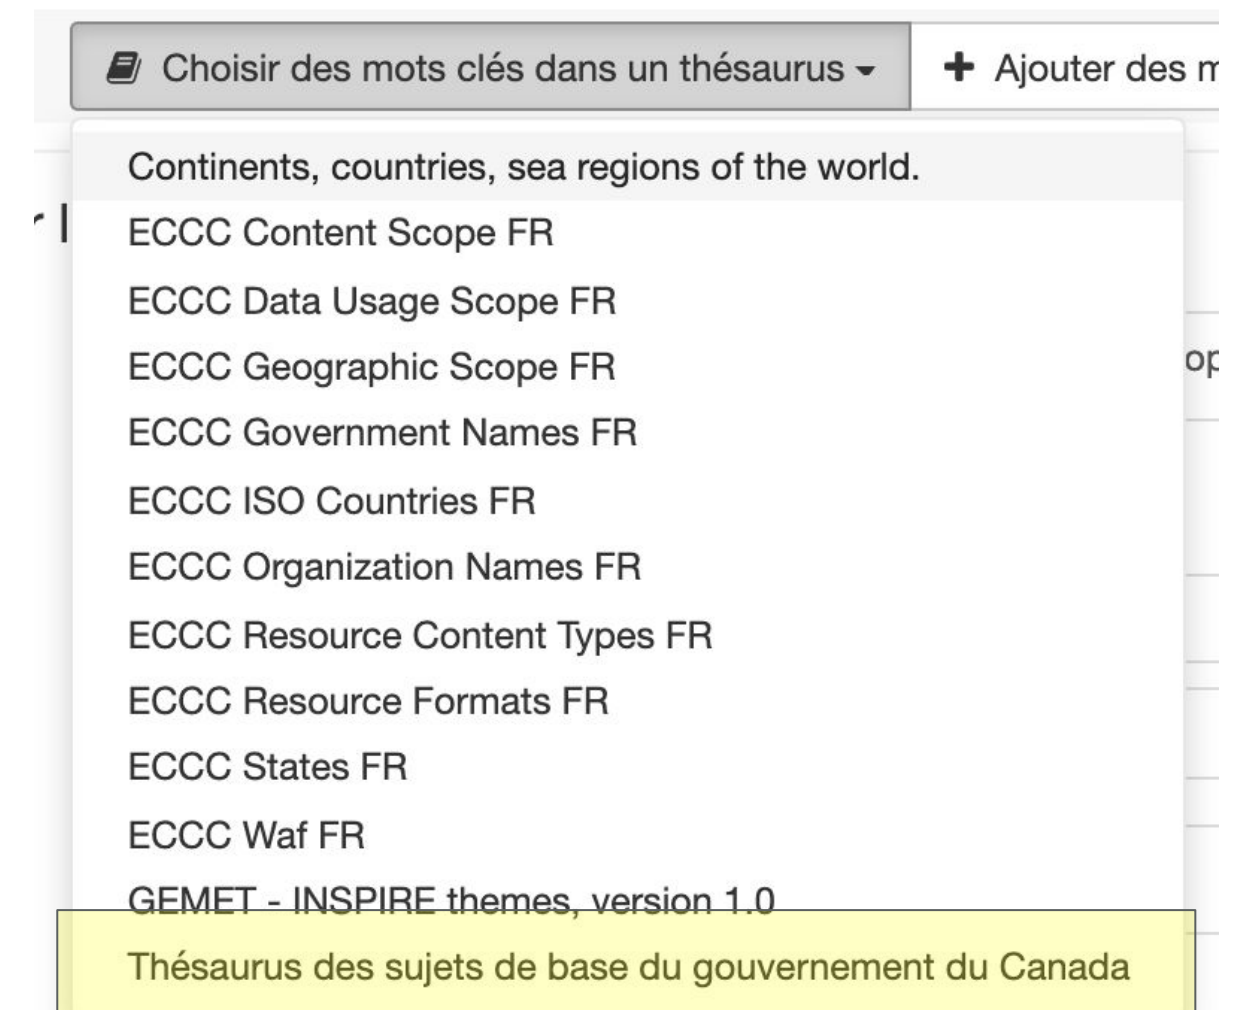 Choisir des mots clés dans un thésaurus
Ajouter des
Continents, countries, sea regions of the world.
ECCC Content Scope FR
ECCC Data Usage Scope FR
ECCC Geographic Scope FR
ECCC Government Names FR
ECCC ISO Countries FR
ECCC Organization Names FR
ECCC Resource Content Types FR
ECCC Resource Formats FR
ECCC States FR
ECCC Waf FR
GEMET - INSPIRE themes, version 1.0
Thésaurus des sujets de base du gouvernement du Canada